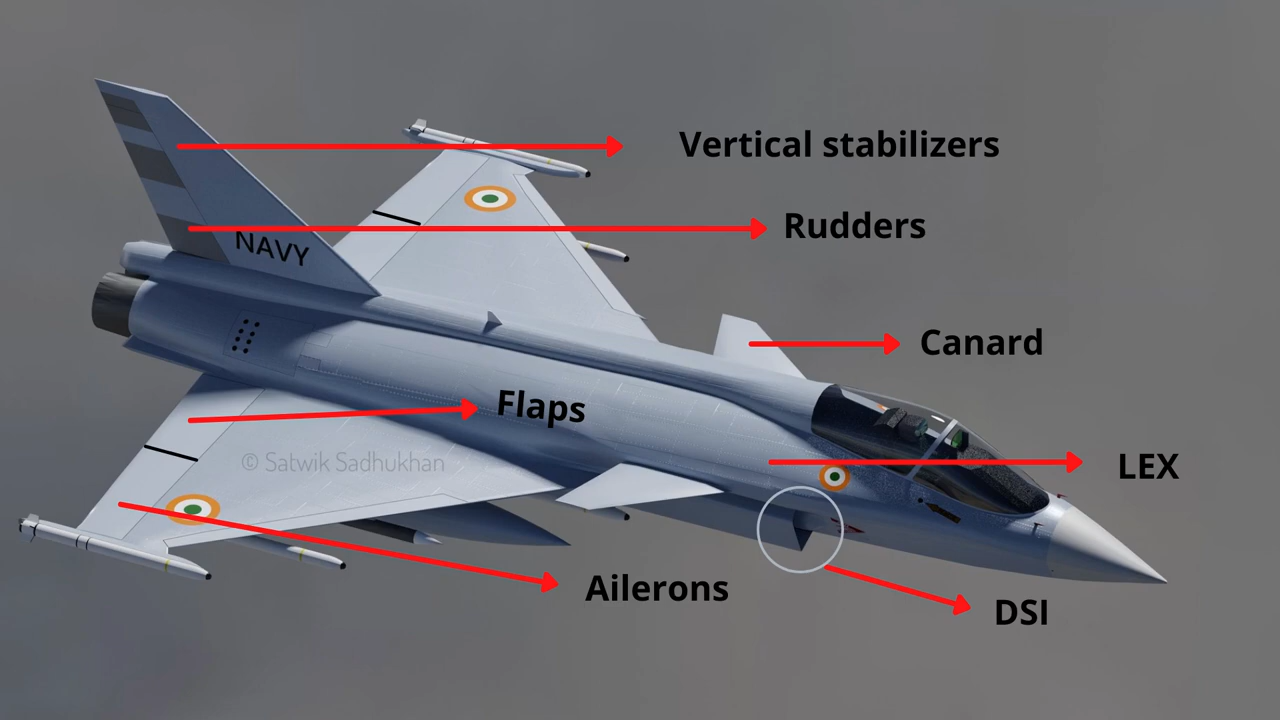 Vertical stabilizers
Rudders
NAVY
Canard
Flaps
© Satwik Sadhukhan
LEX
Ailerons
DSI